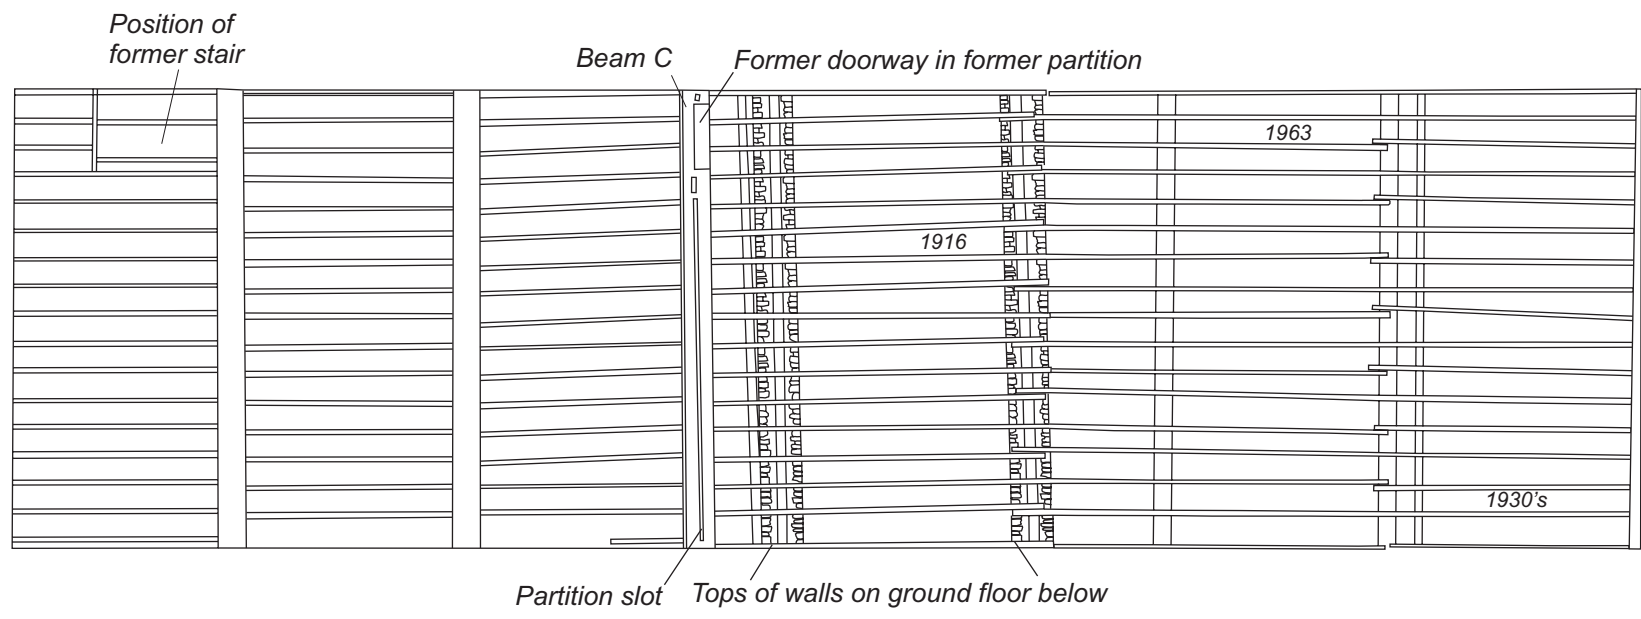 Position of
former stair
Beam C
Former doorway in former partition
1963
1916
1930's
Partition slot
Tops of walls on ground floor below